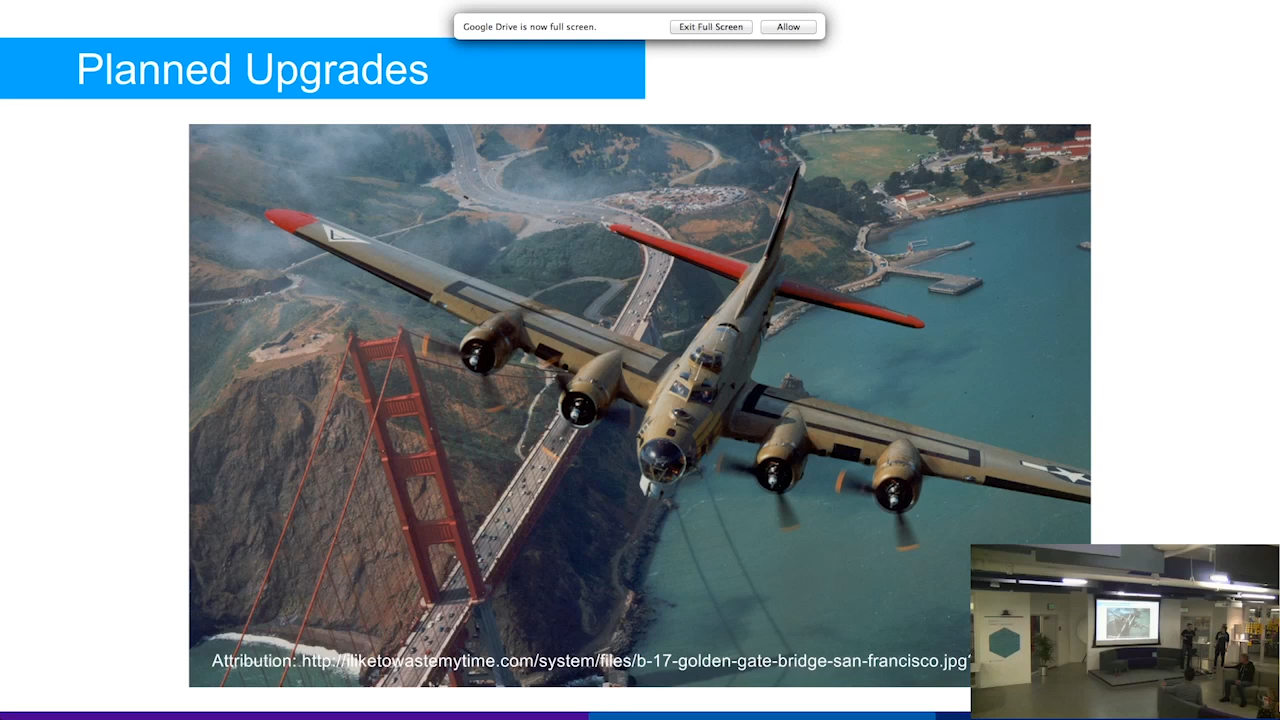 Google Drive is now full screen. Exit Full Screen Allow
Planned Upgrades
Attribution: http://iliketowastemytime.com/system/files/b-17-golden-gate-bridge-san-francisco.jpg?